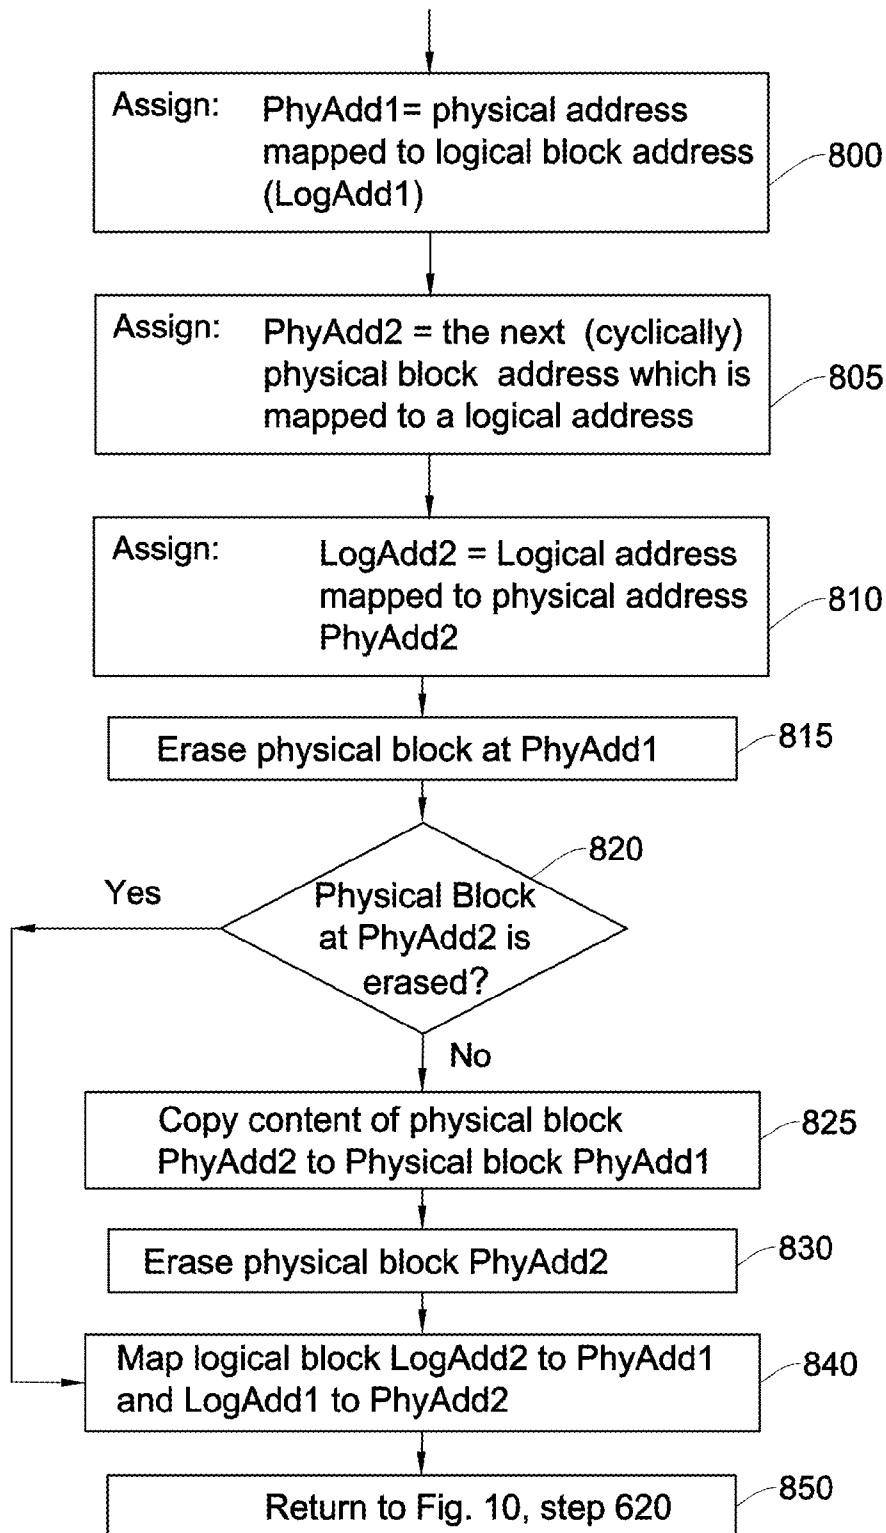 Assign: PhyAdd1= physical address
mapped to logical block address
(LogAdd1)
800
Assign: PhyAdd2 = the next (cyclically)
physical block address which is
mapped to a logical address
805
Assign: LogAdd2 = Logical address
mapped to physical address
PhyAdd2
810
Erase physical block at PhyAdd1
815
820
Physical Block
at PhyAdd2 is
erased?
Yes
No
Copy content of physical block
PhyAdd2 to Physical block PhyAdd1
825
Erase physical block PhyAdd2
830
Map logical block LogAdd2 to PhyAdd1
and LogAdd1 to PhyAdd2
840
Return to Fig. 10, step 620
850